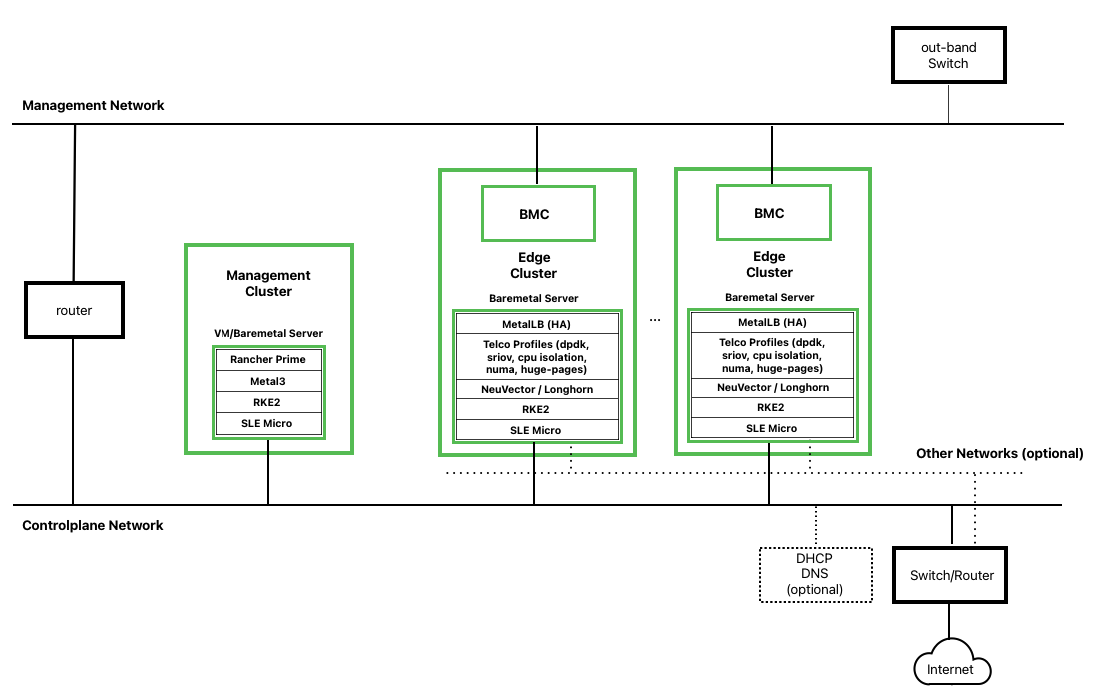 out-band
Switch
Management Network
BMC
BMC
Edge
Cluster
Edge
Cluster
Management
Cluster
Baremetal Server
Baremetal Server
router
...
MetalLB (HA)
Telco Profiles (dpdk,
sriov, cpu isolation,
numa, huge-pages)
NeuVector / Longhorn
RKE2
SLE Micro
MetalLB (HA)
Telco Profiles (dpdk,
sriov, cpu isolation,
numa, huge-pages)
NeuVector / Longhorn
RKE2
SLE Micro
VM/Baremetal Server
Rancher Prime
Metal3
RKE2
SLE Micro
Other Networks (optional)
Controlplane Network
DHCP
DNS
(optional)
Switch/Router
Internet